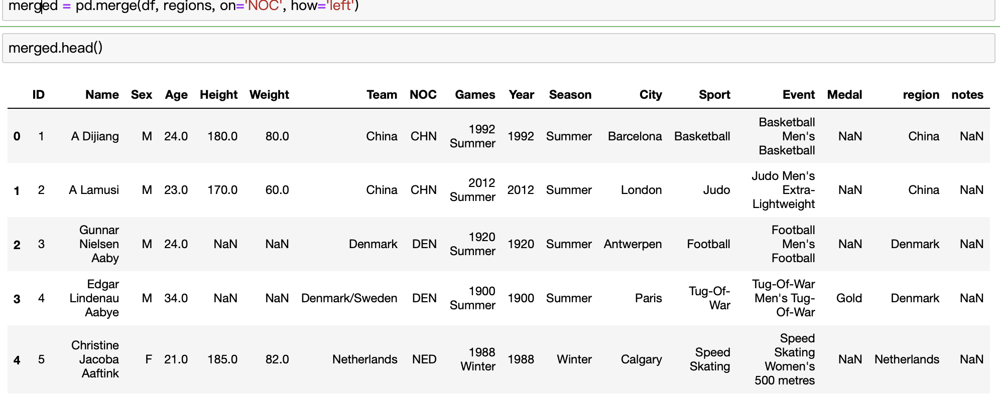 merged = pd.merge(df, regions, on='NOC', how='left')
merged.head()
ID Name Sex Age Height Weight Team NOC Games Year Season City Sport Event Medal region notes
0 1 A Dijiang M 24.0 180.0 80.0 China CHN 1992 Summer 1992 Summer Barcelona Basketball Basketball Men's Basketball NaN China NaN
1 2 A Lamusi M 23.0 170.0 60.0 China CHN 2012 Summer 2012 Summer London Judo Judo Men's Extra-Lightweight NaN China NaN
2 3 Gunnar Nielsen Aaby M 24.0 NaN NaN Denmark DEN 1920 Summer 1920 Summer Antwerpen Football Football Men's Football NaN Denmark NaN
3 4 Edgar Lindenau Aabye M 34.0 NaN NaN Denmark/Sweden DEN 1900 Summer 1900 Summer Paris Tug-Of-War Tug-Of-War Men's Tug-Of-War Gold Denmark NaN
4 5 Christine Jacoba Aaftink F 21.0 185.0 82.0 Netherlands NED 1988 Winter 1988 Winter Calgary Speed Skating Speed Skating Women's 500 metres NaN Netherlands NaN